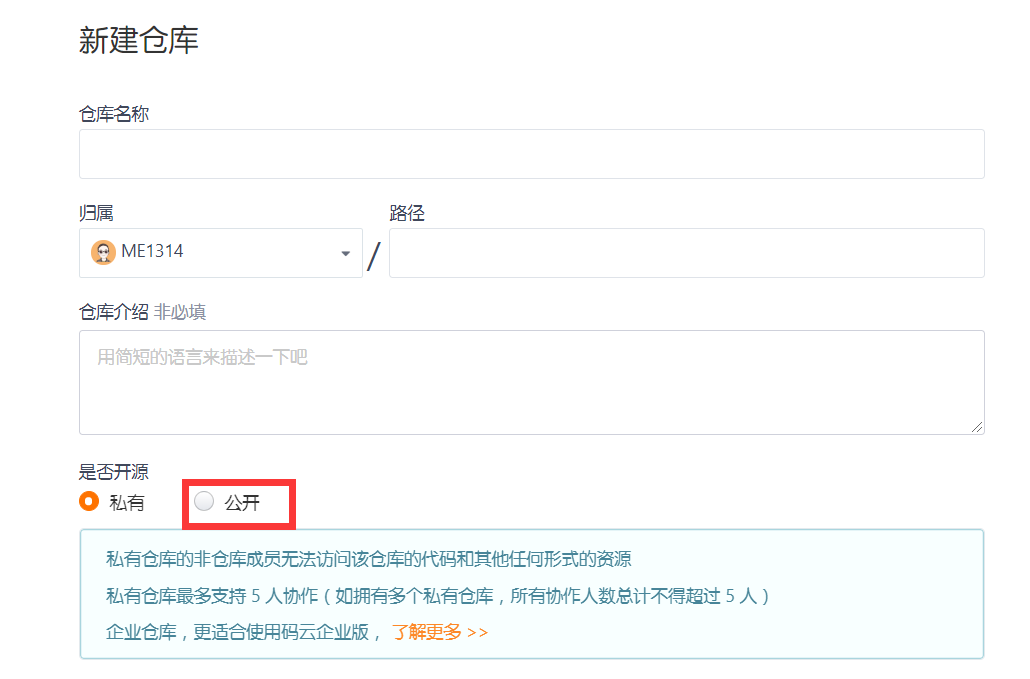 新建仓库
仓库名称
归属 路径
ME1314 /
仓库介绍 非必填
用简短的语言来描述一下吧
是否开源
私有 公开
私有仓库的非仓库成员无法访问该仓库的代码和其他任何形式的资源
私有仓库最多支持 5 人协作 ( 如拥有多个私有仓库，所有协作人数总计不得超过 5 人 )
企业仓库，更适合使用码云企业版， 了解更多 >>